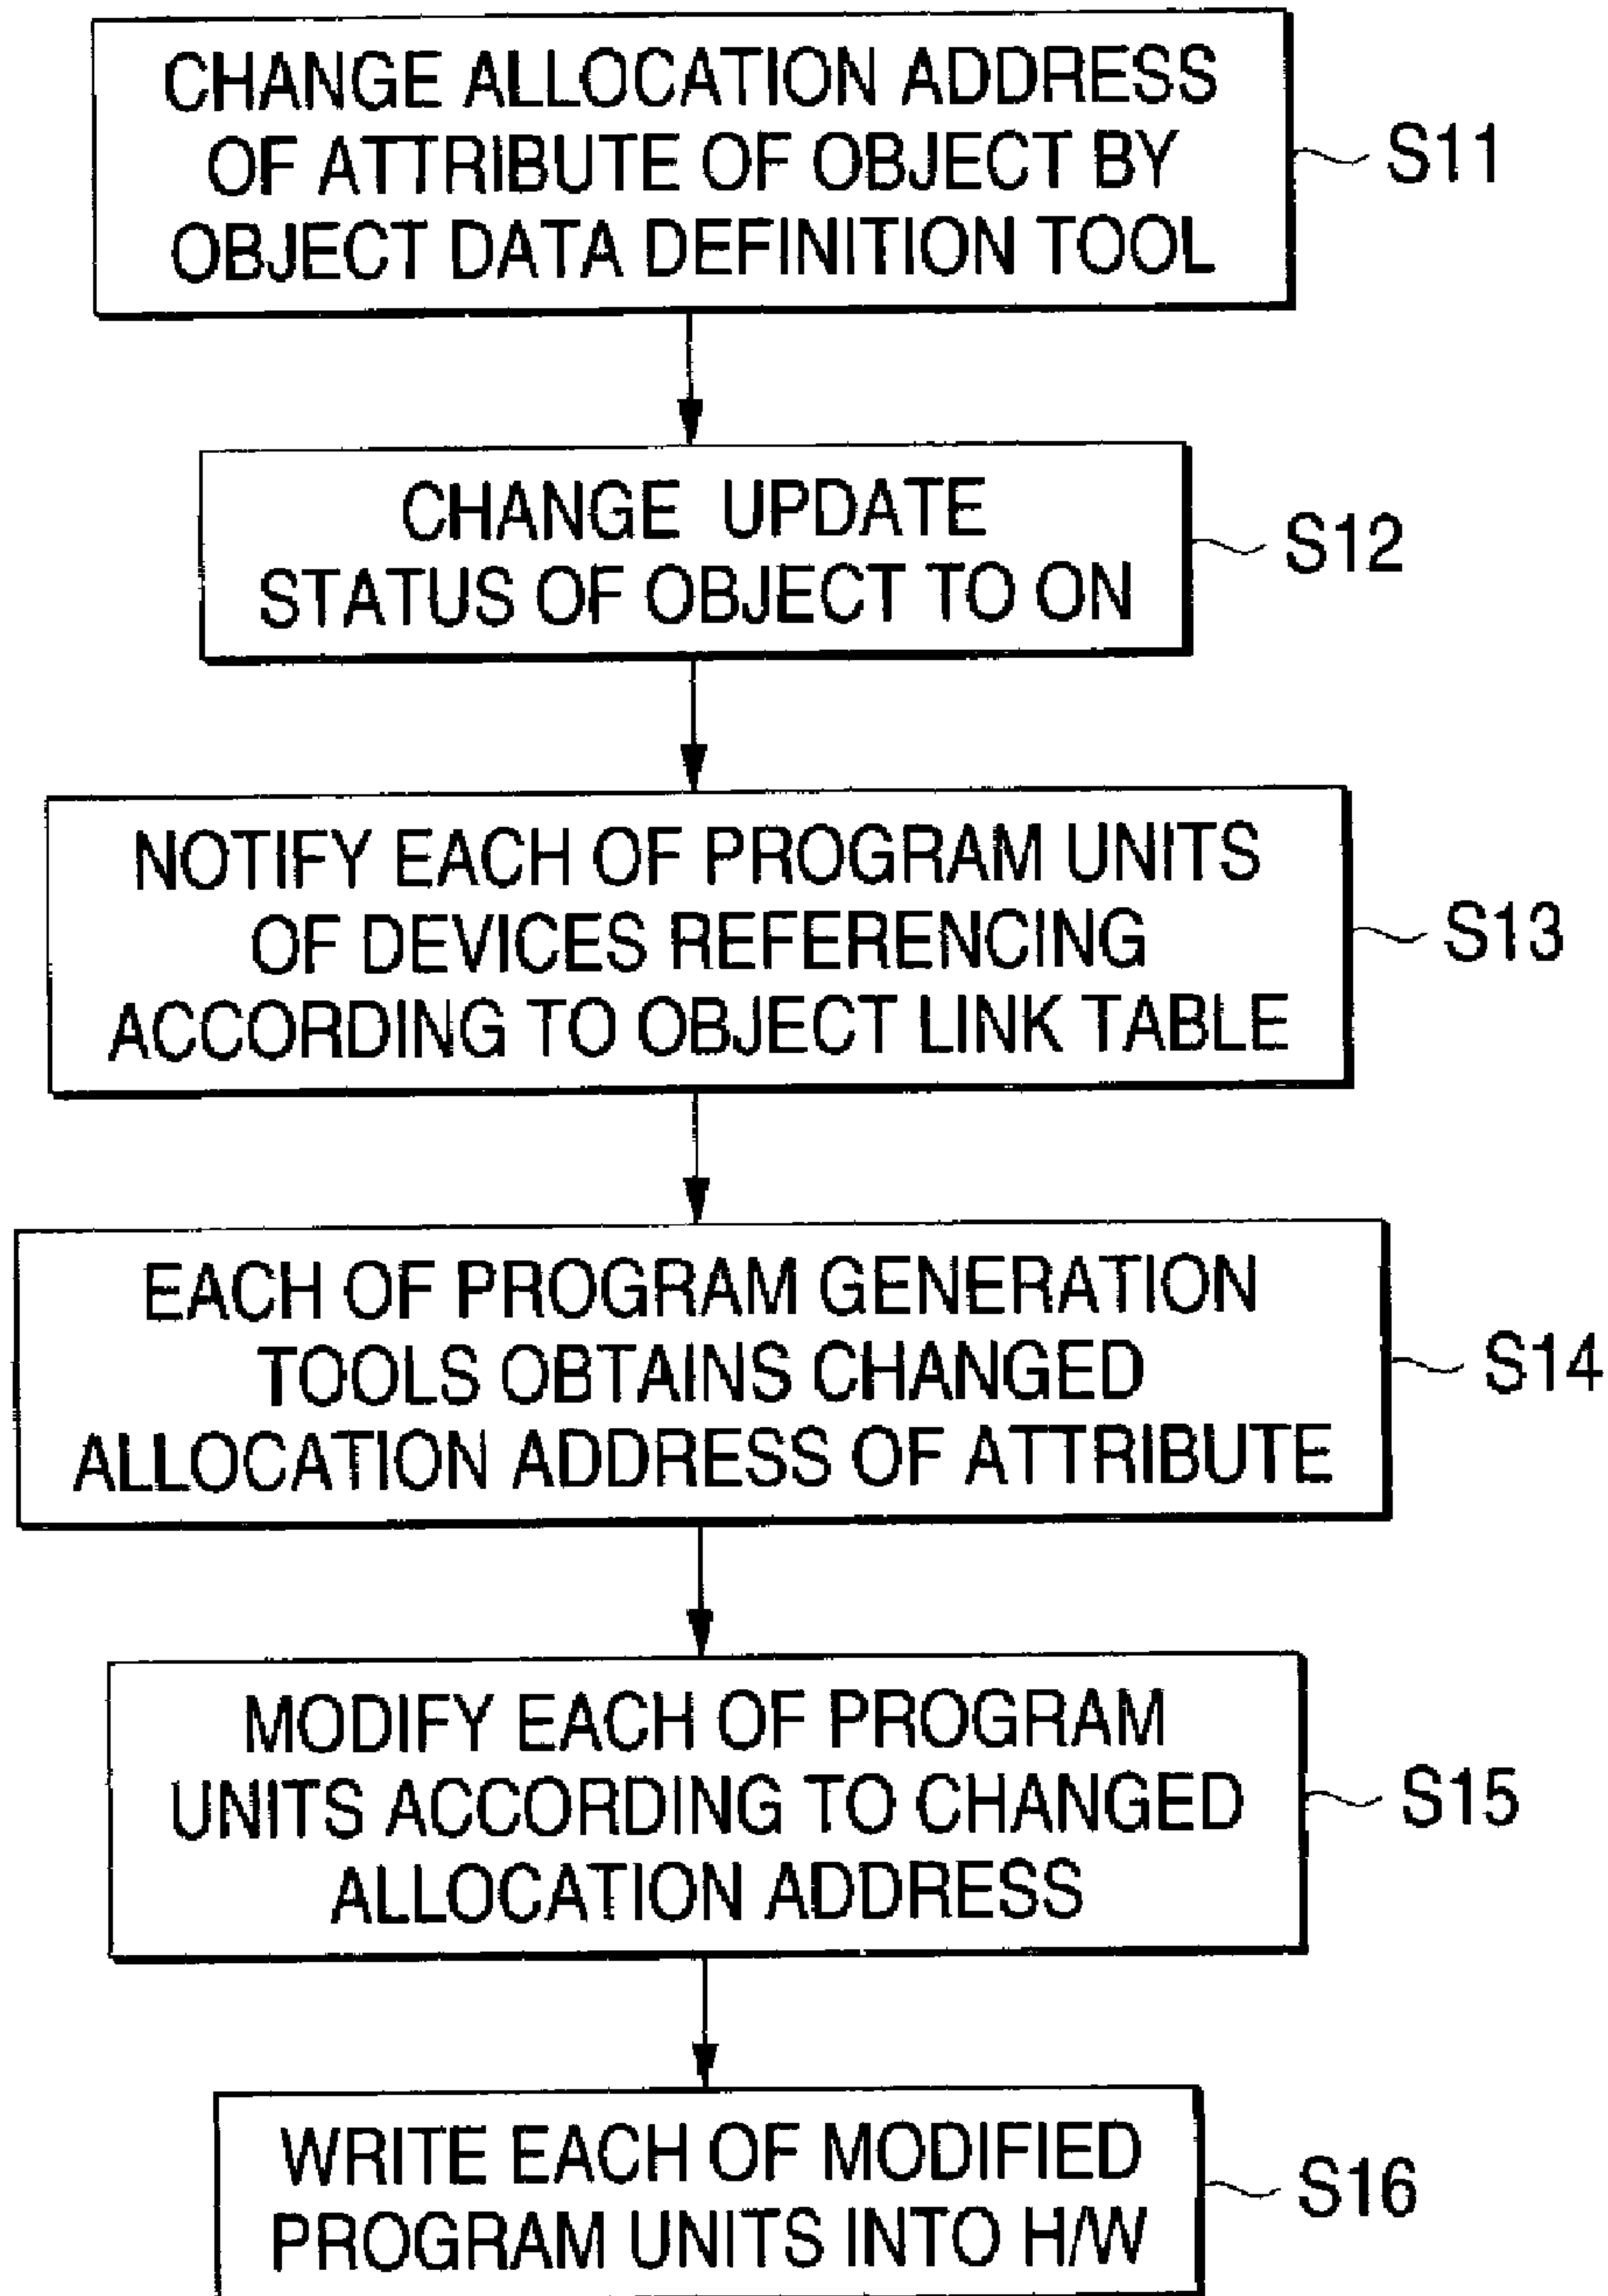 CHANGE ALLOCATION ADDRESS
OF ATTRIBUTE OF OBJECT BY
OBJECT DATA DEFINITION TOOL
S11
CHANGE UPDATE
STATUS OF OBJECT TO ON
S12
NOTIFY EACH OF PROGRAM UNITS
OF DEVICES REFERENCING
ACCORDING TO OBJECT LINK TABLE
S13
EACH OF PROGRAM GENERATION
TOOLS OBTAINS CHANGED
ALLOCATION ADDRESS OF ATTRIBUTE
S14
MODIFY EACH OF PROGRAM
UNITS ACCORDING TO CHANGED
ALLOCATION ADDRESS
S15
WRITE EACH OF MODIFIED
PROGRAM UNITS INTO H/W
S16